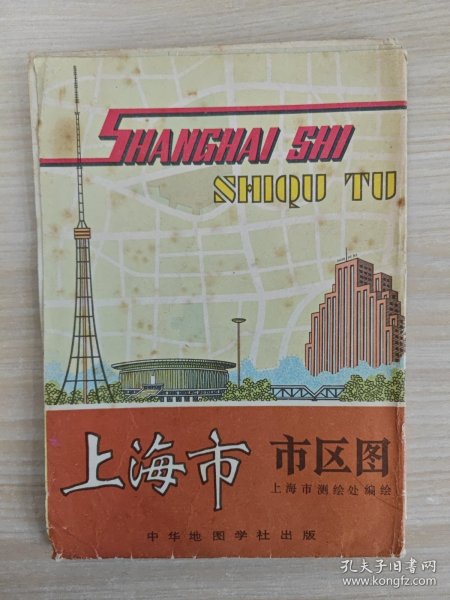 SHANGHAI SHI
SHIQU TU
上海市 市区图
上海市测绘处编绘
中华地图学社出版
孔夫子旧书网
www.kongfz.com